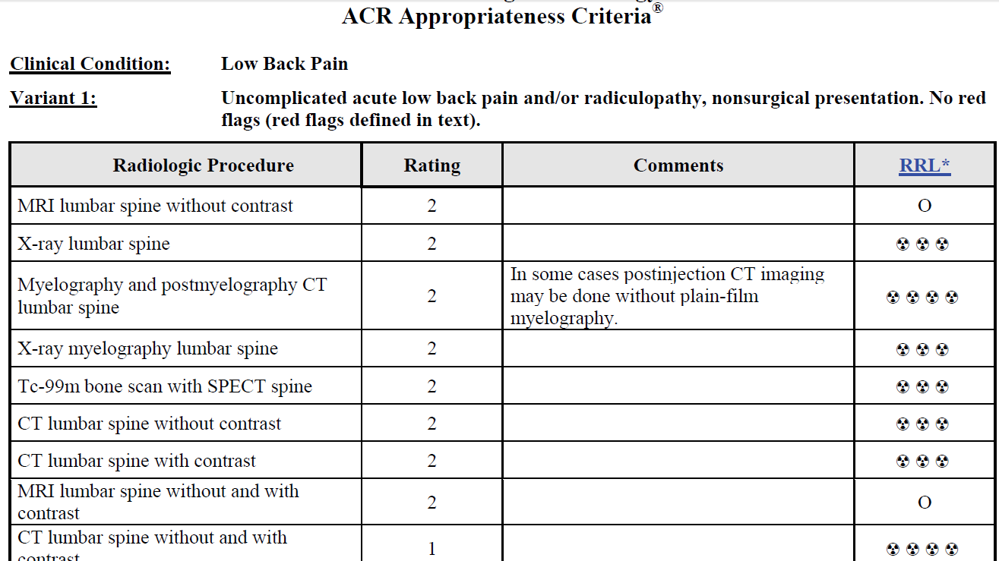 ACR Appropriateness Criteria®
Clinical Condition: Low Back Pain
Variant 1: Uncomplicated acute low back pain and/or radiculopathy, nonsurgical presentation. No red
flags (red flags defined in text).
Radiologic Procedure Rating Comments RRL*
MRI lumbar spine without contrast 2 O
X-ray lumbar spine 2 ☢ ☢ ☢
Myelography and postmyelography CT
lumbar spine
2
In some cases postinjection CT imaging
may be done without plain-film
myelography.
☢ ☢ ☢ ☢
X-ray myelography lumbar spine 2 ☢ ☢ ☢
Tc-99m bone scan with SPECT spine 2 ☢ ☢ ☢
CT lumbar spine without contrast 2 ☢ ☢ ☢
CT lumbar spine with contrast 2 ☢ ☢ ☢
MRI lumbar spine without and with
contrast
2
O
CT lumbar spine without and with
contrast
1
☢ ☢ ☢ ☢